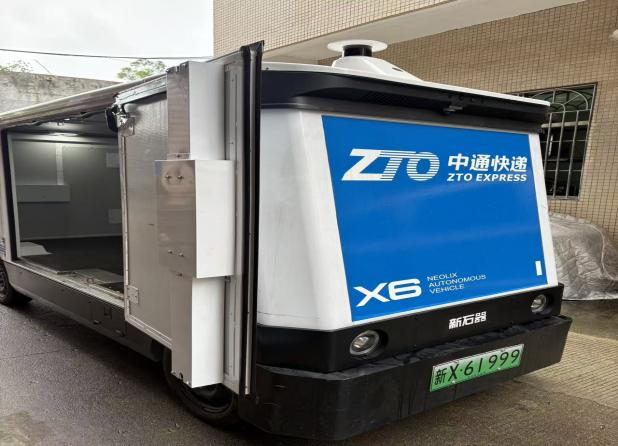 ZTO 中通快递
ZTO EXPRESS
X6 NEOLIX
AUTONOMOUS
VEHICLE
新石器
新X·61999